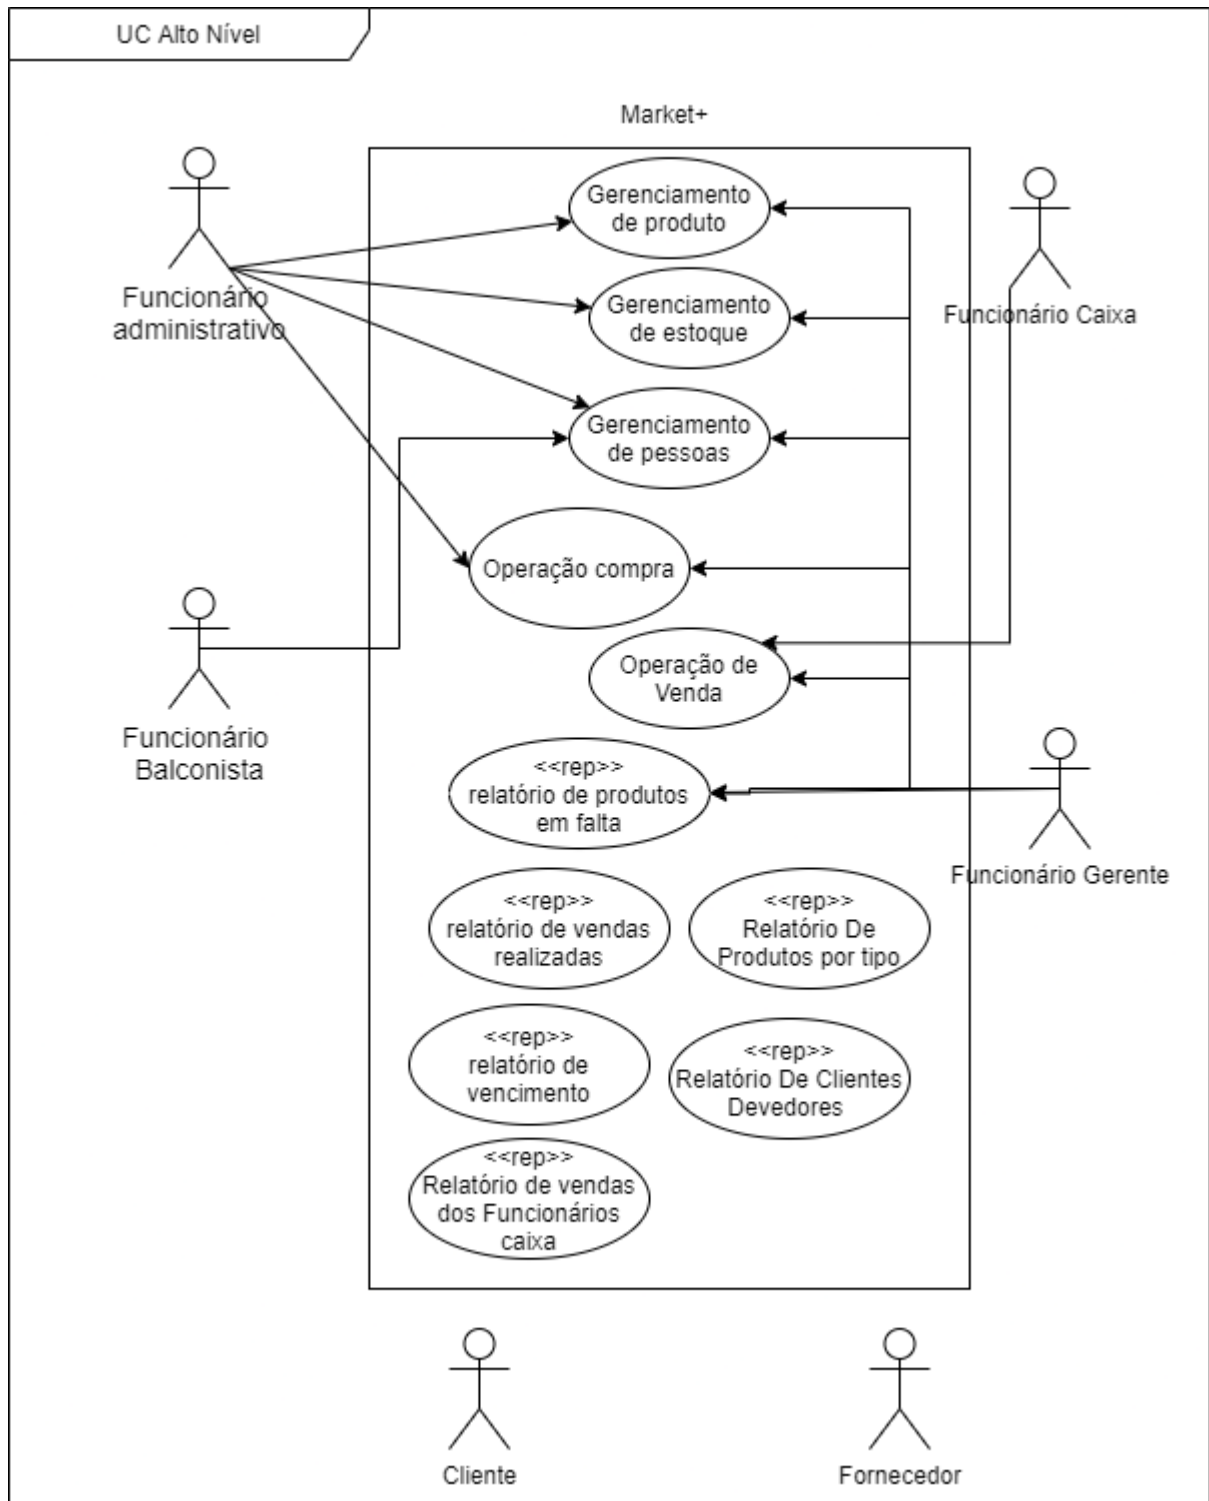 UC Alto Nível
Market+
Gerenciamento
de produto
Funcionário
administrativo
Gerenciamento
de estoque
Funcionário Caixa
Gerenciamento
de pessoas
Operação compra
Operação de
Venda
Funcionário
Balconista
<<rep>>
relatório de produtos
em falta
Funcionário Gerente
<<rep>>
relatório de vendas
realizadas
<<rep>>
Relatório De
Produtos por tipo
<<rep>>
relatório de
vencimento
<<rep>>
Relatório De Clientes
Devedores
<<rep>>
Relatório de vendas
dos Funcionários
caixa
Cliente
Fornecedor